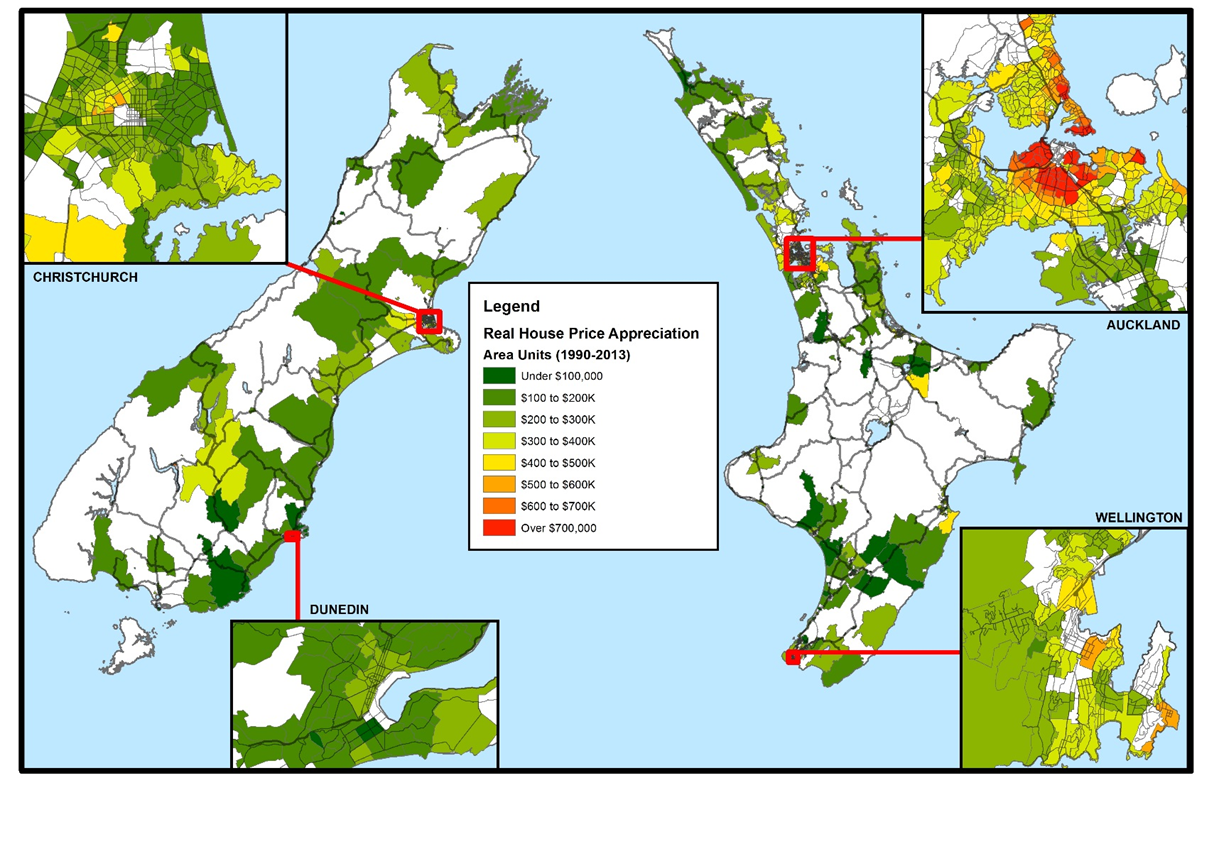 CHRISTCHURCH
AUCKLAND
Legend
Real House Price Appreciation
Area Units (1990-2013)
Under $100,000
$100 to $200K
$200 to $300K
$300 to $400K
$400 to $500K
$500 to $600K
$600 to $700K
Over $700,000
WELLINGTON
DUNEDIN